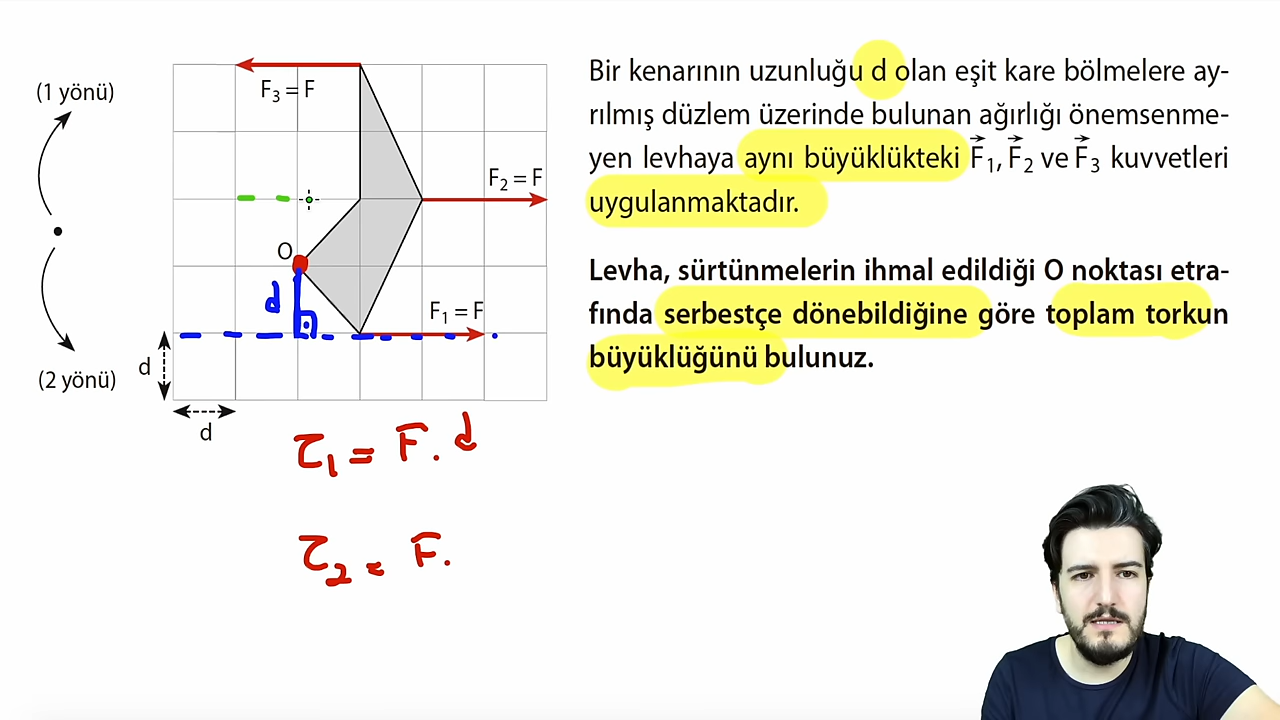 (1 yönü)
F₃ = F
F₂ = F
O
d
F₁ = F
(2 yönü)
d
d
τ₁ = F. d
τ₂ = F.
Bir kenarının uzunluğu d olan eşit kare bölmelere ay-
rılmış düzlem üzerinde bulunan ağırlığı önemsenme-
yen levhaya aynı büyüklükteki F⃗₁, F⃗₂ ve F⃗₃ kuvvetleri
uygulanmaktadır.
Levha, sürtünmelerin ihmal edildiği O noktası etra-
fında serbestçe dönebildiğine göre toplam torkun
büyüklüğünü bulunuz.